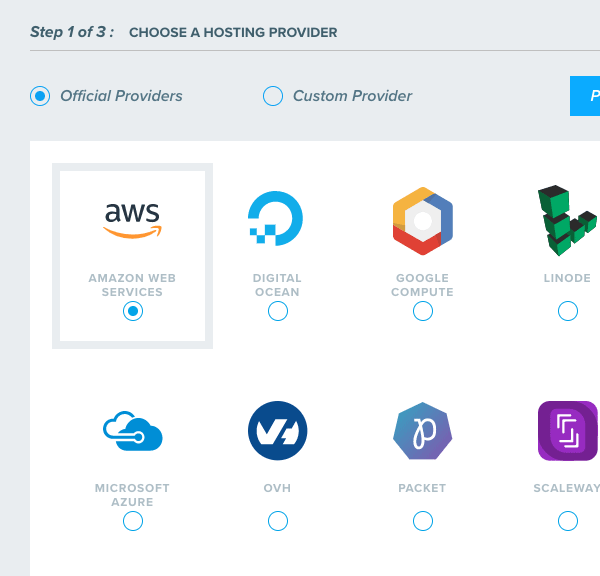 Step 1 of 3 : CHOOSE A HOSTING PROVIDER
Official Providers Custom Provider P
aws
AMAZON WEB SERVICES
DIGITAL OCEAN
GOOGLE COMPUTE
LINODE
MICROSOFT AZURE
OVH
PACKET
SCALEWAY